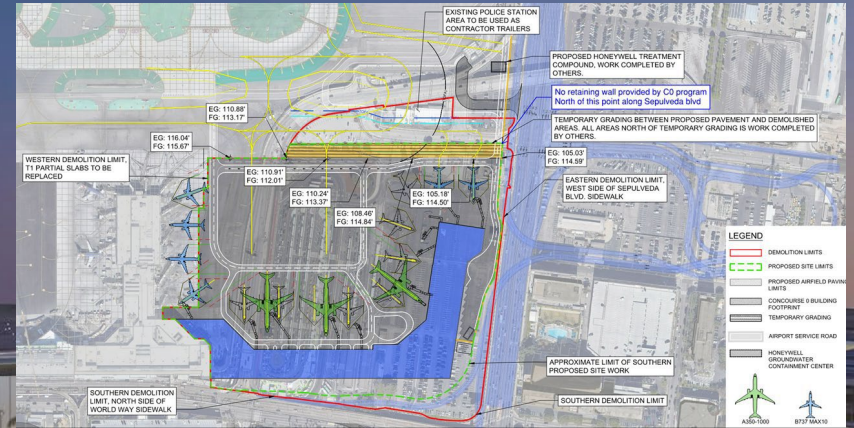 EXISTING POLICE STATION
AREA TO BE USED AS
CONTRACTOR TRAILERS
PROPOSED HONEYWELL TREATMENT
COMPOUND, WORK COMPLETED BY
OTHERS.
No retaining wall provided by C0 program
North of this point along Sepulveda blvd
TEMPORARY GRADING BETWEEN PROPOSED PAVEMENT AND DEMOLISHED
AREAS. ALL AREAS NORTH OF TEMPORARY GRADING IS WORK COMPLETED
BY OTHERS.
EG: 110.88'
FG: 113.17'
EG: 116.04'
FG: 115.67'
WESTERN DEMOLITION LIMIT,
T1 PARTIAL SLABS TO BE
REPLACED
EG: 110.91'
FG: 112.01'
EG: 110.24'
FG: 113.37'
EG: 108.46'
FG: 114.84'
EG: 105.18'
FG: 114.50'
EG: 105.03'
FG: 114.59'
EASTERN DEMOLITION LIMIT,
WEST SIDE OF SEPULVEDA
BLVD. SIDEWALK
LEGEND
DEMOLITION LIMITS
PROPOSED SITE LIMITS
PROPOSED AIRFIELD PAVING
LIMITS
CONCOURSE 0 BUILDING
FOOTPRINT
TEMPORARY GRADING
AIRPORT SERVICE ROAD
HONEYWELL
GROUNDWATER
CONTAINMENT CENTER
A350-1000
B737 MAX10
APPROXIMATE LIMIT OF SOUTHERN
PROPOSED SITE WORK
SOUTHERN DEMOLITION LIMIT
SOUTHERN DEMOLITION
LIMIT, NORTH SIDE OF
WORLD WAY SIDEWALK